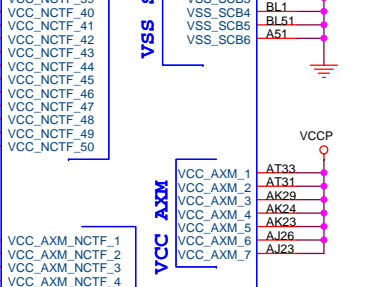 VCC_NCTF_39
VCC_NCTF_40
VCC_NCTF_41
VCC_NCTF_42
VCC_NCTF_43
VCC_NCTF_44
VCC_NCTF_45
VCC_NCTF_46
VCC_NCTF_47
VCC_NCTF_48
VCC_NCTF_49
VCC_NCTF_50
VCC_AXM_NCTF_1
VCC_AXM_NCTF_2
VCC_AXM_NCTF_3
VCC_AXM_NCTF_4
VSS S
VSS_SCB3
VSS_SCB4 BL1
VSS_SCB5 BL51
VSS_SCB6 A51
VCCP
VCC AXM
VCC_AXM_1 AT33
VCC_AXM_2 AT31
VCC_AXM_3 AK29
VCC_AXM_4 AK24
VCC_AXM_5 AK23
VCC_AXM_6 AJ26
VCC_AXM_7 AJ23